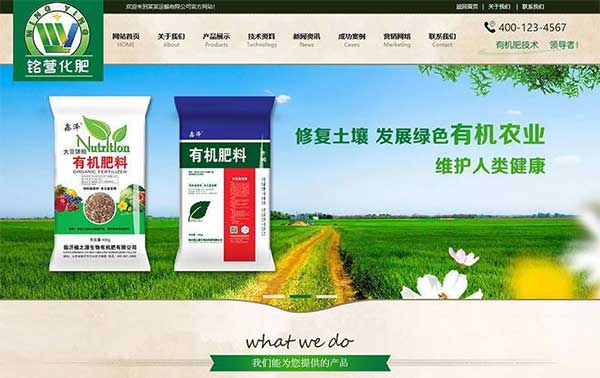 欢迎来到某某运输有限公司官方网站!
返回首页 | 关于我们 | 联系我们
MING YING
铭营化肥
网站首页 关于我们 产品展示 技术资料 新闻资讯 成功案例 营销网络 联系我们
HOME About Products Technology News Cases Marketing Contact
400-123-4567
有机肥技术 领导者!
修复土壤 发展绿色有机农业
维护人类健康
鑫泽
Nutrition
大豆饼粕
有机肥料
ORGANIC FERTILIZER
临沂植之源生物有机肥有限公司
鑫泽
有机肥料
what we do
我们能为您提供的产品